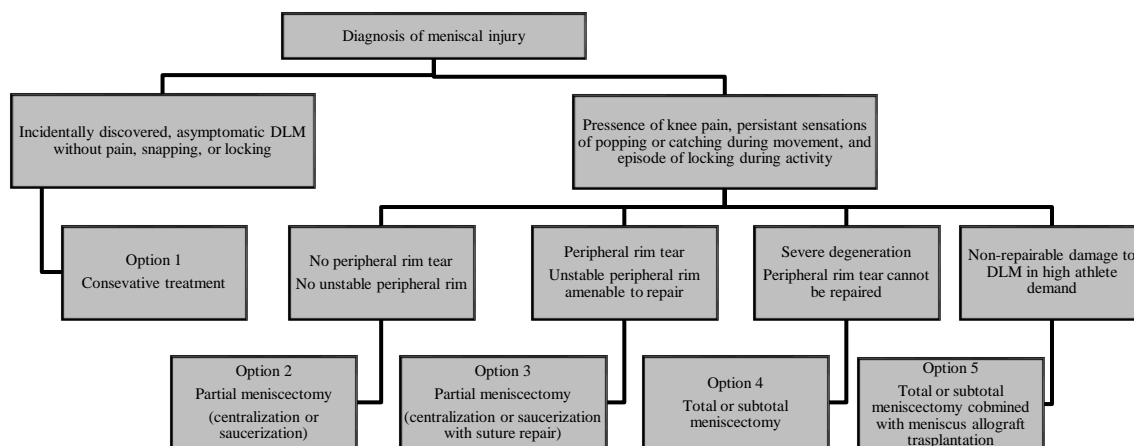 Diagnosis of meniscal injury
Incidentally discovered, asymptomatic DLM
without pain, snapping, or locking
Pressence of knee pain, persistant sensations
of popping or catching during movement, and
episode of locking during activity
Option 1
Consevative treatment
No peripheral rim tear
No unstable peripheral rim
Peripheral rim tear
Unstable peripheral rim
amenable to repair
Severe degeneration
Peripheral rim tear cannot
be repaired
Non-repairable damage to
DLM in high athlete
demand
Option 2
Partial meniscectomy
(centralization or
saucerization)
Option 3
Partial meniscectomy
(centralization or saucerization
with suture repair)
Option 4
Total or subtotal
meniscectomy
Option 5
Total or subtotal
meniscectomy cobmined
with meniscus allograft
trasplantation